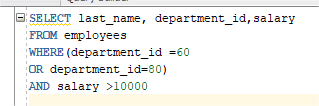 SELECT last_name, department_id,salary
FROM employees
WHERE(department_id =60
OR department_id=80)
AND salary >10000